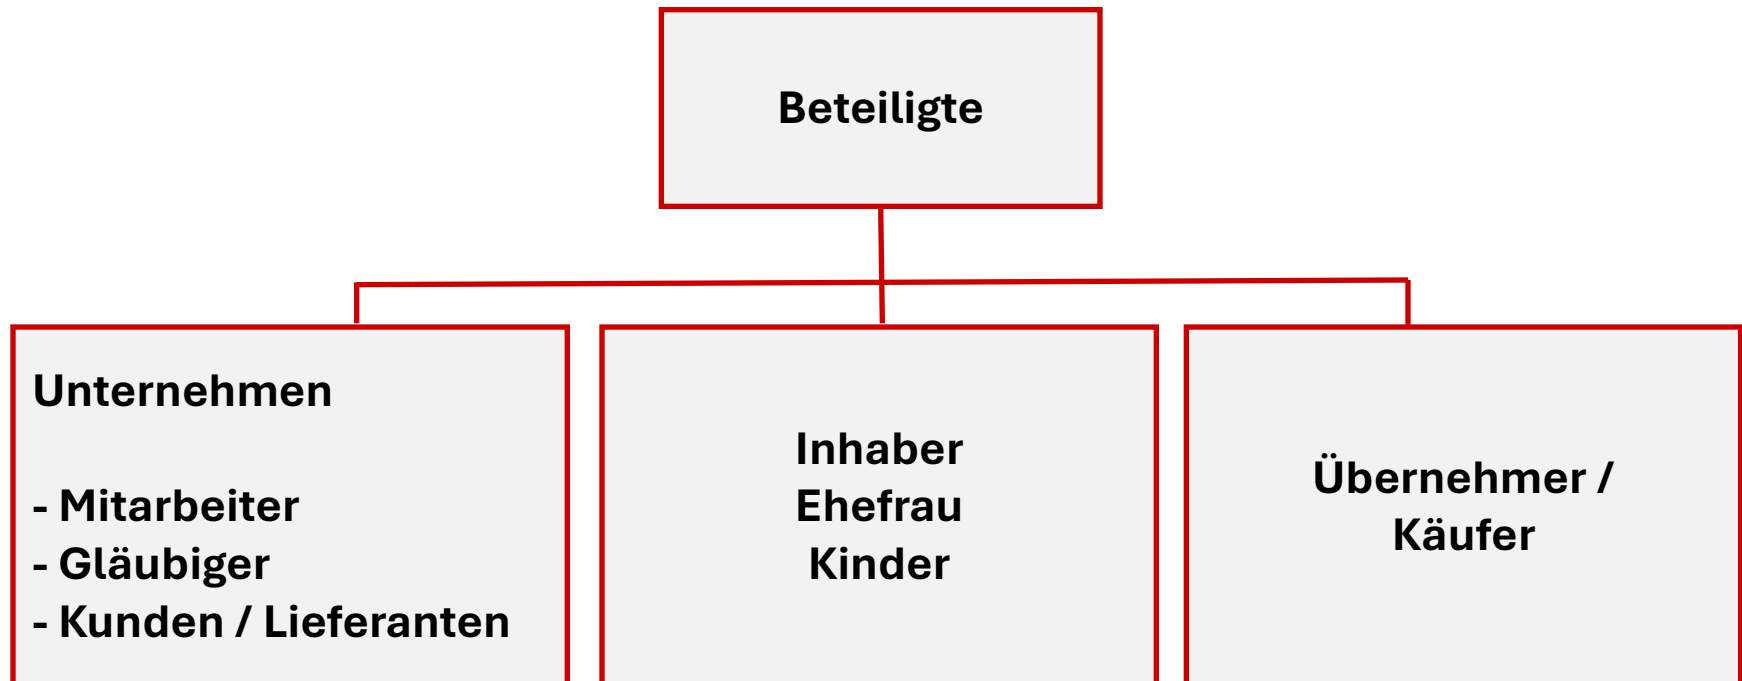 Beteiligte
Unternehmen
- Mitarbeiter
- Gläubiger
- Kunden / Lieferanten
Inhaber
Ehefrau
Kinder
Übernehmer /
Käufer